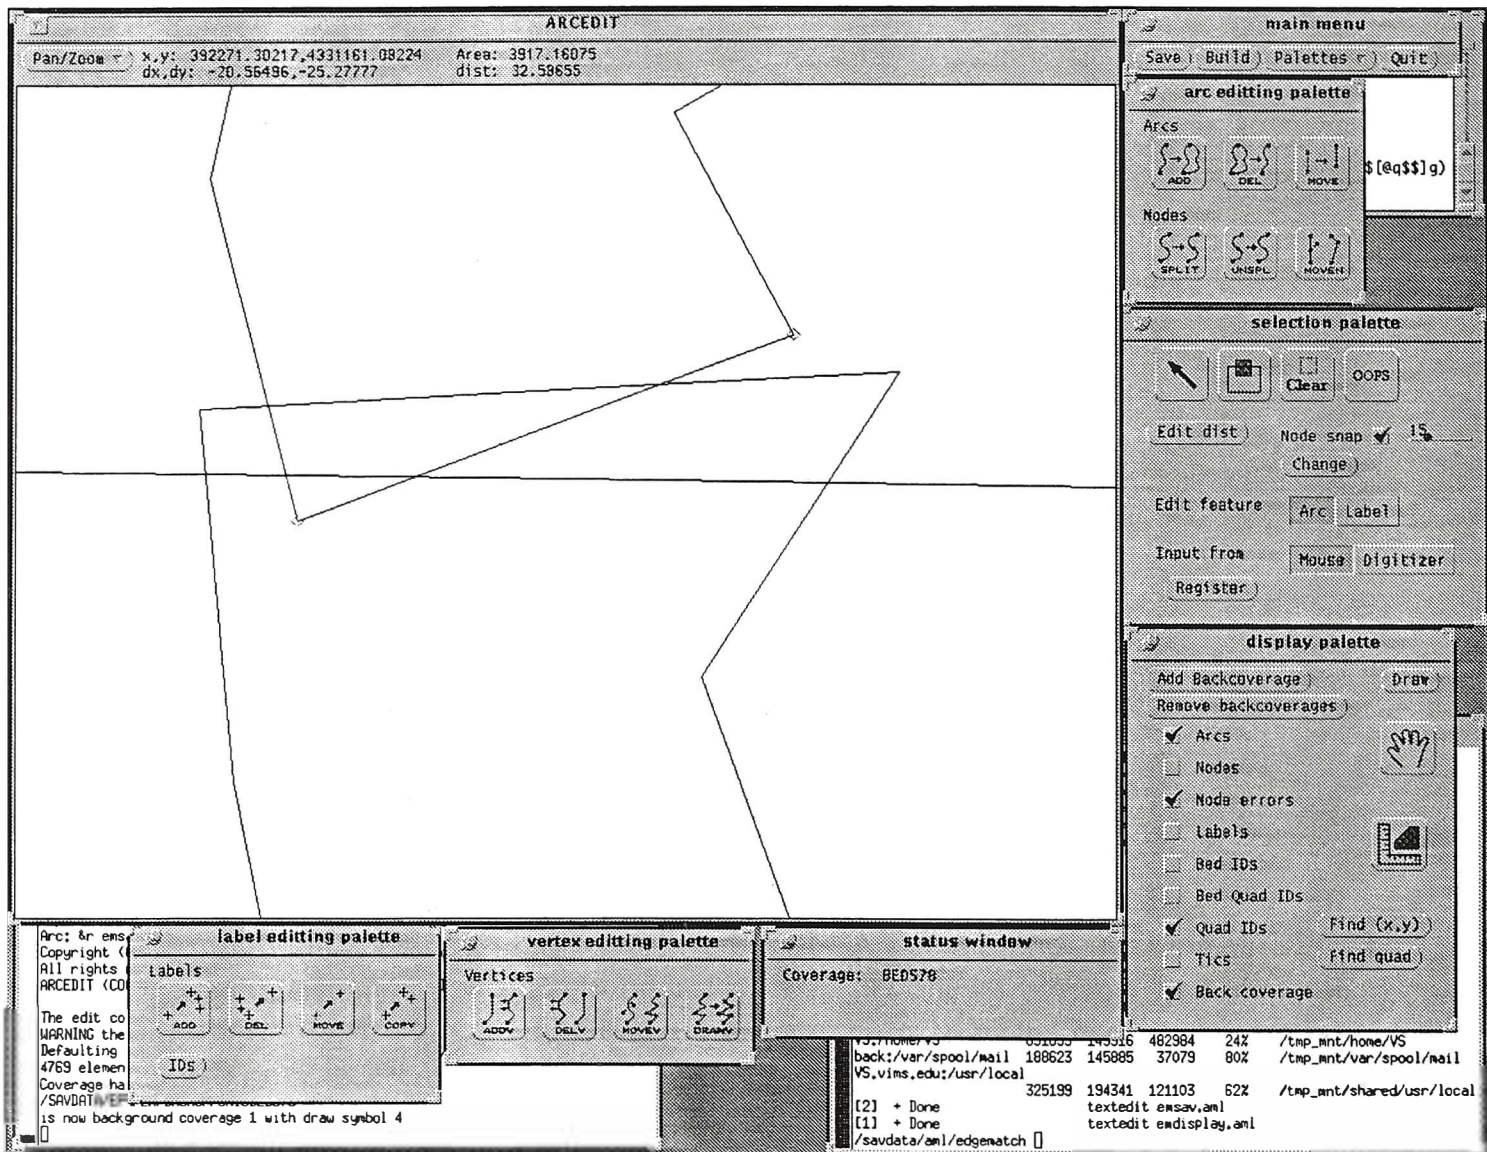 ARCEDIT
Pan/Zoom
x,y: 392271.30217,4331161.08224
dx,dy: -20.56496,-25.27777
Area: 3917.16075
dist: 32.58655
main menu
Save Build Palettes Quit
arc editting palette
Arcs
ADD DEL MOVE
$[@q$$]g)
Nodes
SPLIT UNSPL MOVEN
selection palette
Clear OOPS
Edit dist Node snap 15
Change
Edit feature Arc Label
Input from Mouse Digitizer
Register
display palette
Add Backcoverage Draw
Remove backcoverages
Arcs
Nodes
Node errors
Labels
Bed IDs
Bed Quad IDs
Quad IDs Find (x,y)
Tics Find quad
Back coverage
Arc: &r ems
Copyright (
All rights
ARCEDIT (CO
The edit co
WARNING the
Defaulting
4769 elemen
Coverage ha
/SAVDAT
is now background coverage 1 with draw symbol 4
label editting palette
Labels
ADD DEL MOVE COPY
IDs
vertex editting palette
Vertices
ADDV DELV MOVEV DRAWV
status window
Coverage: BED578
482984 24% /tmp_mnt/home/VS
back:/var/spool/mail 188623 145885 37079 80% /tmp_mnt/var/spool/mail
VS.vims.edu:/usr/local
325199 194341 121103 62% /tmp_mnt/shared/usr/local
[2] + Done textedit emsav.aml
[1] + Done textedit emdisplay.aml
/savdata/aml/edgematch